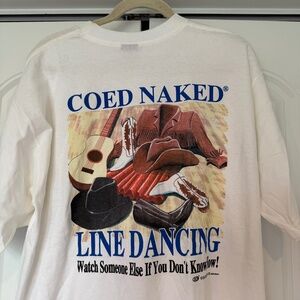 COED NAKED®
LINE DANCING
Watch Someone Else If You Don't Know How!